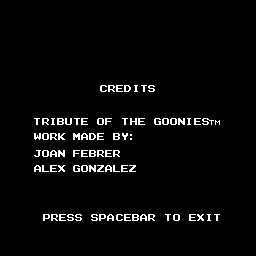 CREDITS
TRIBUTE OF THE GOONIES™
WORK MADE BY:
JOAN FEBRER
ALEX GONZALEZ
PRESS SPACEBAR TO EXIT